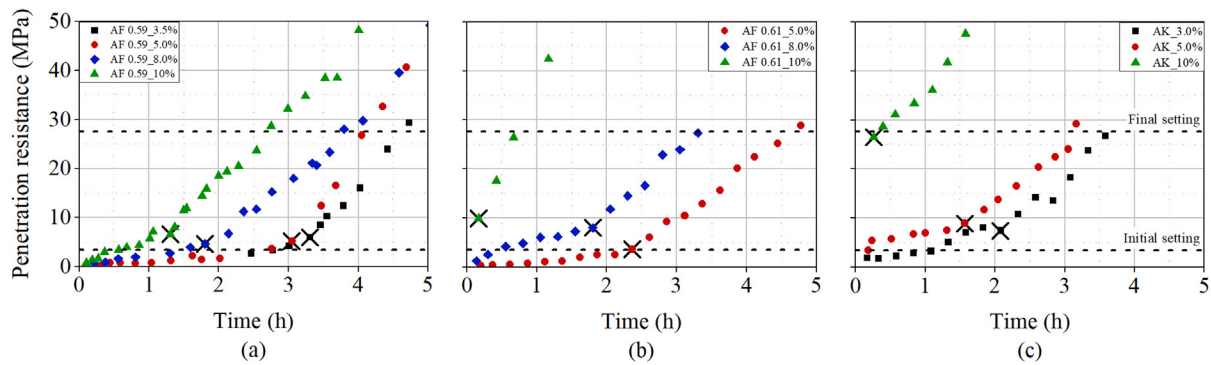 Penetration resistance (MPa)
50
40
30
20
10
0
AF 0.59_3.5%
AF 0.59_5.0%
AF 0.59_8.0%
AF 0.59_10%
0 1 2 3 4 5
Time (h)
(a)
AF 0.61_5.0%
AF 0.61_8.0%
AF 0.61_10%
0 1 2 3 4 5
Time (h)
(b)
AK_3.0%
AK_5.0%
AK_10%
Final setting
Initial setting
0 1 2 3 4 5
Time (h)
(c)